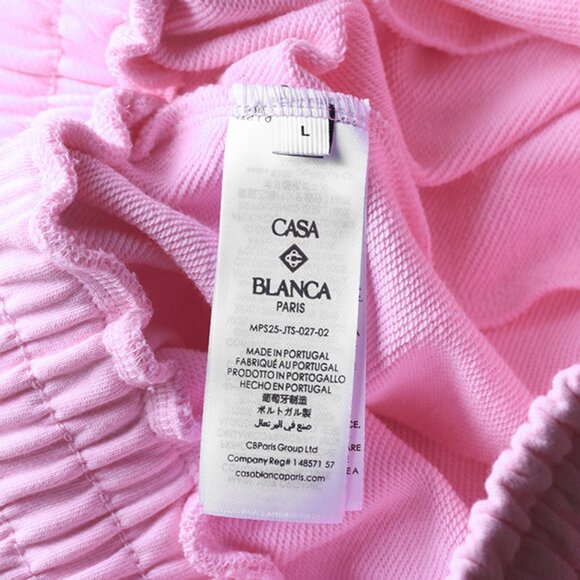 L
CASA
BLANCA
PARIS
MPS25-JTS-027-02
MADE IN PORTUGAL
FABRIQUÉ AU PORTUGAL
PRODOTTO IN PORTOGALLO
HECHO EN PORTUGAL
葡萄牙制造
ポルトガル製
صنع في البرتغال
CBParis Group Ltd
Company Reg# 148571 57
casablancaparis.com